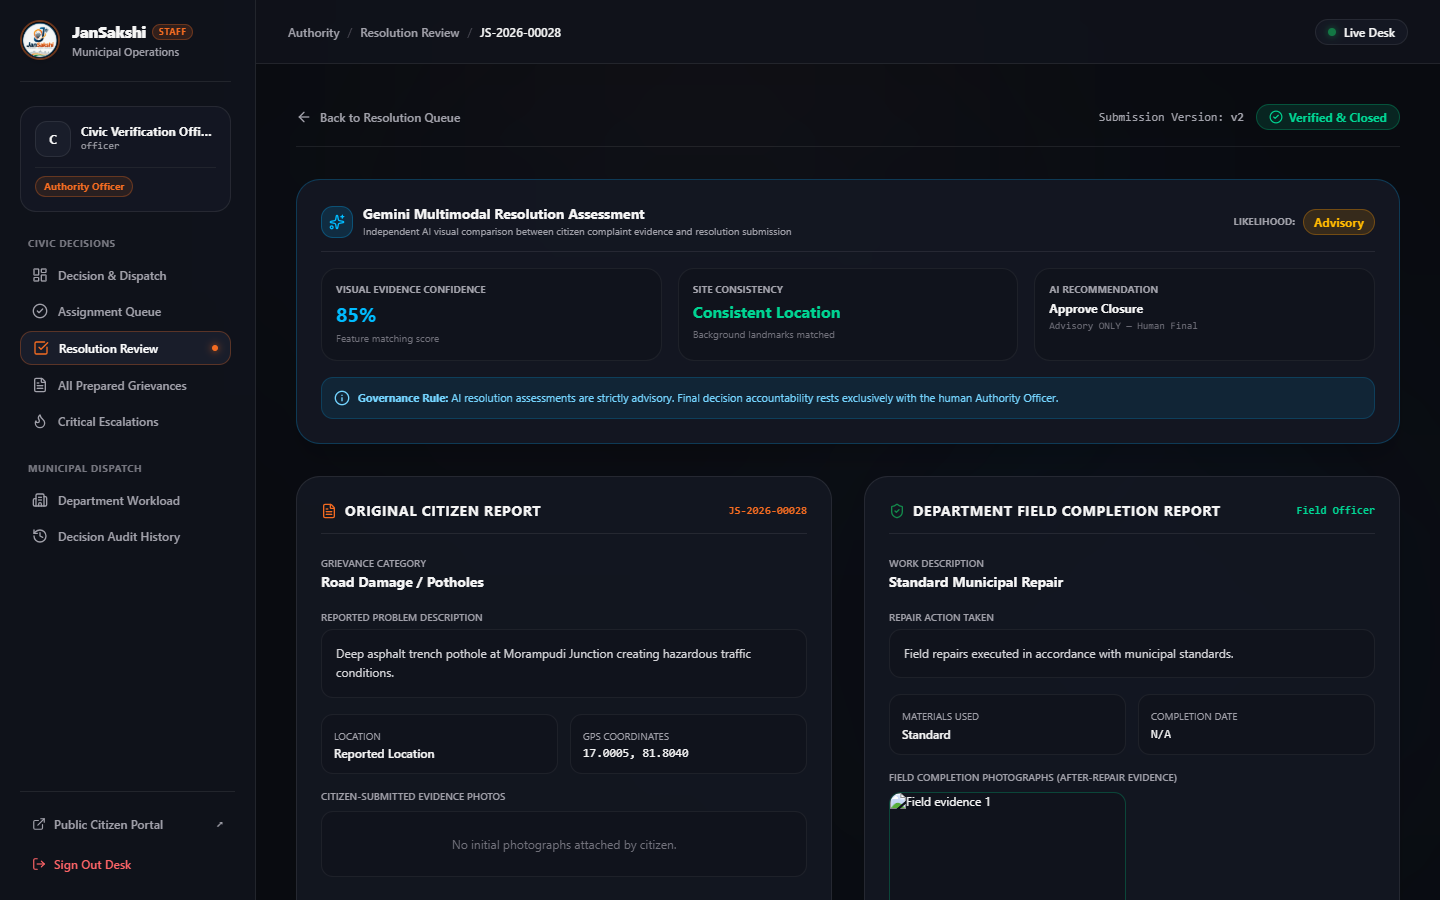 JanSakshi STAFF
Municipal Operations
C
Civic Verification Offi...
officer
Authority Officer
CIVIC DECISIONS
Decision & Dispatch
Assignment Queue
Resolution Review
All Prepared Grievances
Critical Escalations
MUNICIPAL DISPATCH
Department Workload
Decision Audit History
Public Citizen Portal
Sign Out Desk
Authority / Resolution Review / JS-2026-00028
Live Desk
Back to Resolution Queue
Submission Version: v2
Verified & Closed
Gemini Multimodal Resolution Assessment
Independent AI visual comparison between citizen complaint evidence and resolution submission
LIKELIHOOD: Advisory
VISUAL EVIDENCE CONFIDENCE
85%
Feature matching score
SITE CONSISTENCY
Consistent Location
Background landmarks matched
AI RECOMMENDATION
Approve Closure
Advisory ONLY — Human Final
Governance Rule: AI resolution assessments are strictly advisory. Final decision accountability rests exclusively with the human Authority Officer.
ORIGINAL CITIZEN REPORT
JS-2026-00028
GRIEVANCE CATEGORY
Road Damage / Potholes
REPORTED PROBLEM DESCRIPTION
Deep asphalt trench pothole at Morampudi Junction creating hazardous traffic
conditions.
LOCATION
Reported Location
GPS COORDINATES
17.0005, 81.8040
CITIZEN-SUBMITTED EVIDENCE PHOTOS
No initial photographs attached by citizen.
DEPARTMENT FIELD COMPLETION REPORT
Field Officer
WORK DESCRIPTION
Standard Municipal Repair
REPAIR ACTION TAKEN
Field repairs executed in accordance with municipal standards.
MATERIALS USED
Standard
COMPLETION DATE
N/A
FIELD COMPLETION PHOTOGRAPHS (AFTER-REPAIR EVIDENCE)
Field evidence 1